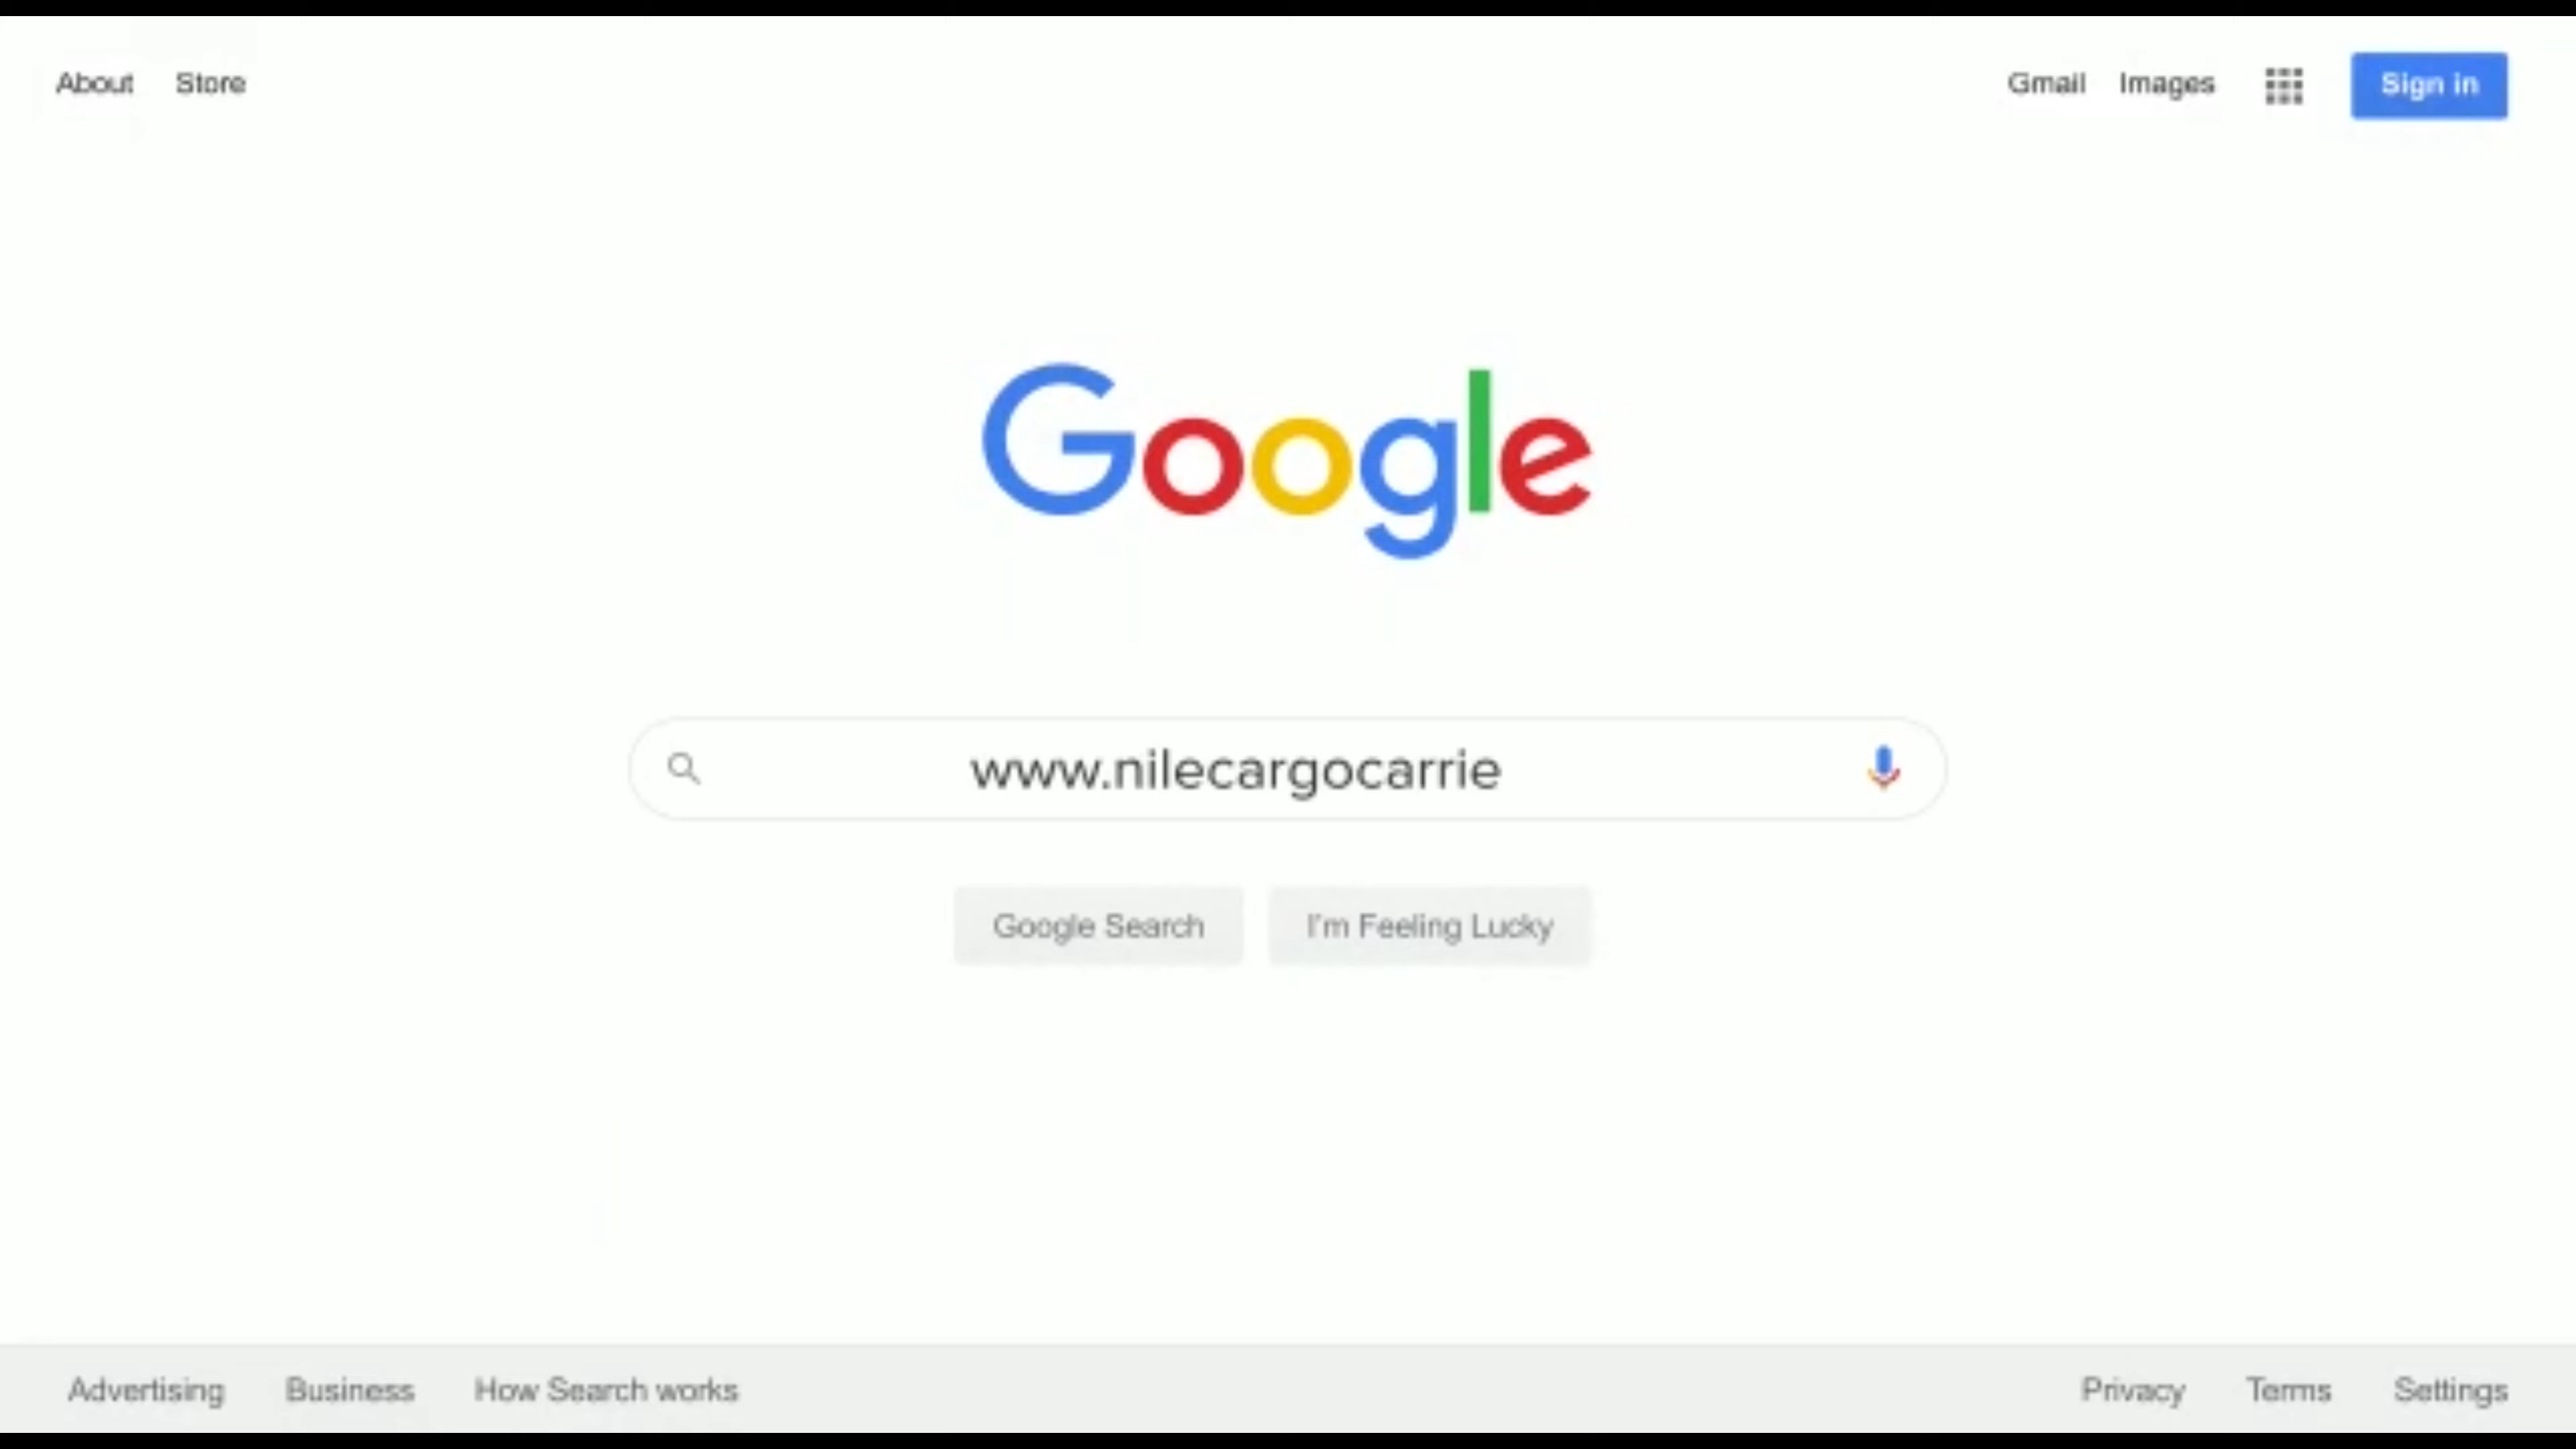 About Store Gmail Images Sign in
Google
www.nilecargocarrie
Google Search I'm Feeling Lucky
Advertising Business How Search works Privacy Terms Settings